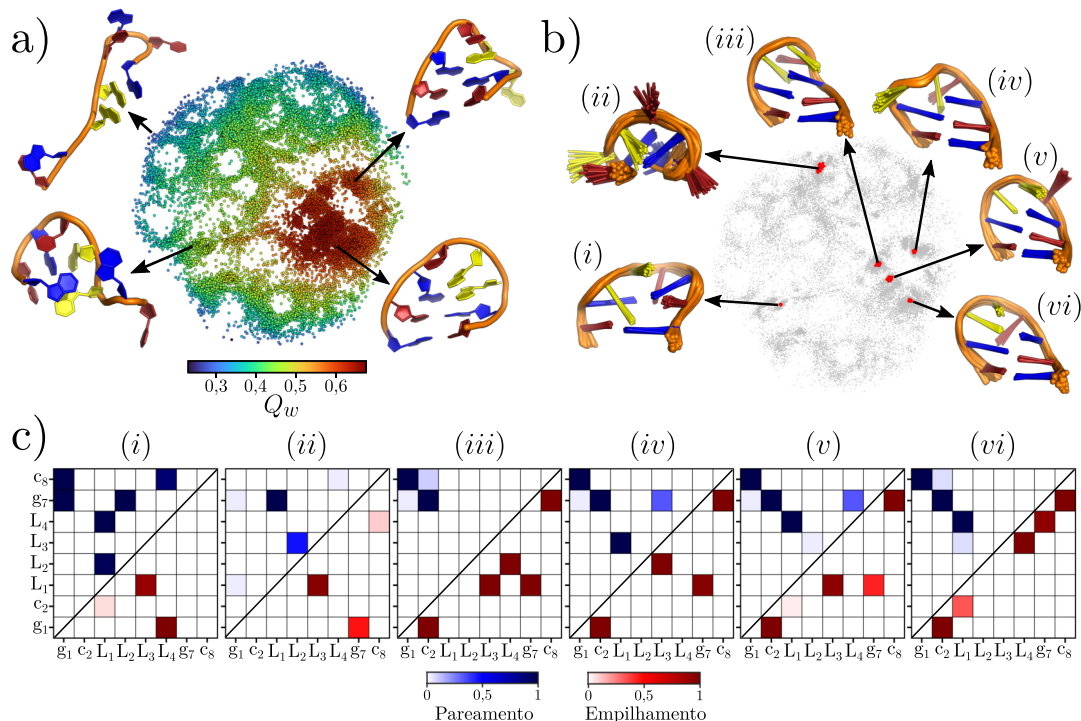 a)
b)
(iii)
(iv)
(ii)
(v)
(i)
(vi)
0,3 0,4 0,5 0,6
Q_w
c)
(i) (ii) (iii) (iv) (v) (vi)
c₈
g₇
L₄
L₃
L₂
L₁
c₂
g₁
g₁ c₂ L₁ L₂ L₃ L₄ g₇ c₈ g₁ c₂ L₁ L₂ L₃ L₄ g₇ c₈ g₁ c₂ L₁ L₂ L₃ L₄ g₇ c₈ g₁ c₂ L₁ L₂ L₃ L₄ g₇ c₈ g₁ c₂ L₁ L₂ L₃ L₄ g₇ c₈ g₁ c₂ L₁ L₂ L₃ L₄ g₇ c₈
0 0,5 1 0 0,5 1
Pareamento Empilhamento